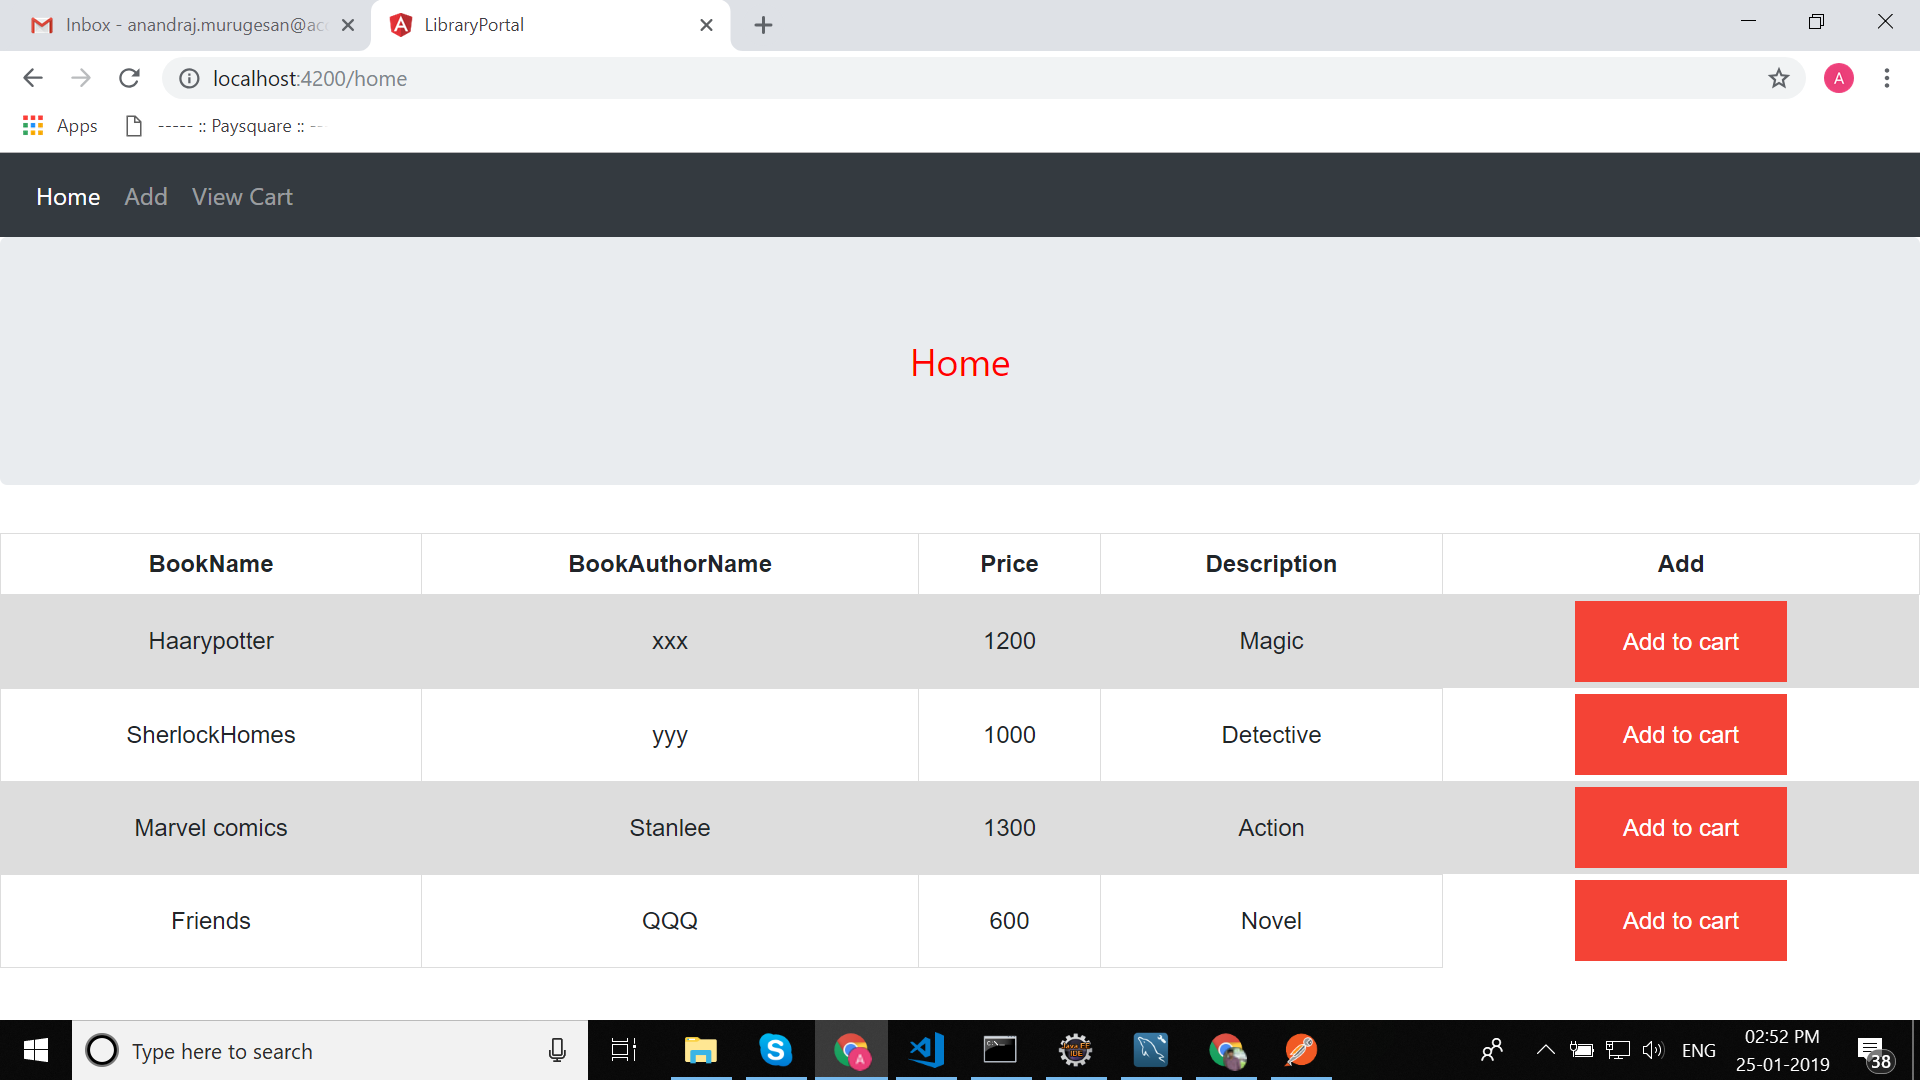 Inbox - anandraj.murugesan@ac
LibraryPortal
localhost:4200/home
A
Apps
----- :: Paysquare :: --
Home Add View Cart
Home
BookName BookAuthorName Price Description Add
Haarypotter xxx 1200 Magic Add to cart
SherlockHomes yyy 1000 Detective Add to cart
Marvel comics Stanlee 1300 Action Add to cart
Friends QQQ 600 Novel Add to cart
Type here to search
ENG
02:52 PM
25-01-2019
38